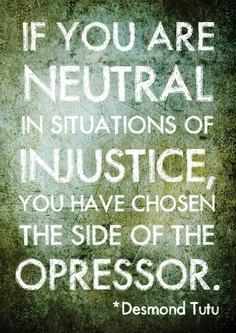 IF YOU ARE
NEUTRAL
IN SITUATIONS OF
INJUSTICE,
YOU HAVE CHOSEN
THE SIDE OF THE
OPRESSOR.
*Desmond Tutu